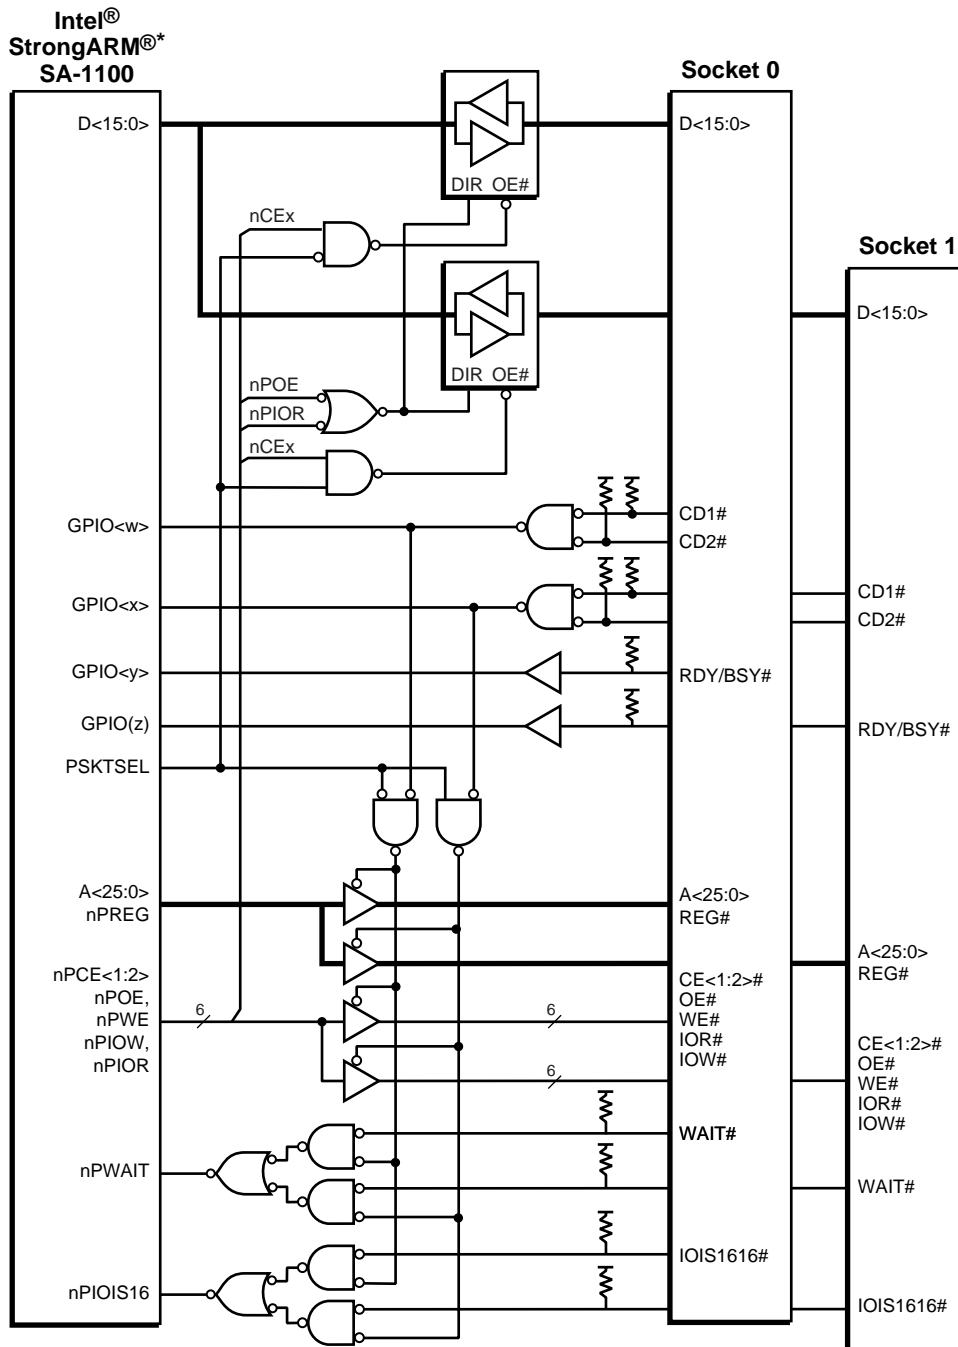 Intel®
StrongARM®*
SA-1100
Socket 0
Socket 1
D<15:0>
D<15:0>
DIR OE#
nCEx
D<15:0>
DIR OE#
nPOE
nPIOR
nCEx
GPIO<w>
CD1#
CD2#
GPIO<x>
CD1#
CD2#
GPIO<y>
RDY/BSY#
GPIO(z)
RDY/BSY#
PSKTSEL
A<25:0>
nPREG
A<25:0>
REG#
A<25:0>
REG#
nPCE<1:2>
nPOE,
nPWE
nPIOW,
nPIOR
6
6
6
CE<1:2>#
OE#
WE#
IOR#
IOW#
CE<1:2>#
OE#
WE#
IOR#
IOW#
nPWAIT
WAIT#
WAIT#
nPIOIS16
IOIS1616#
IOIS1616#